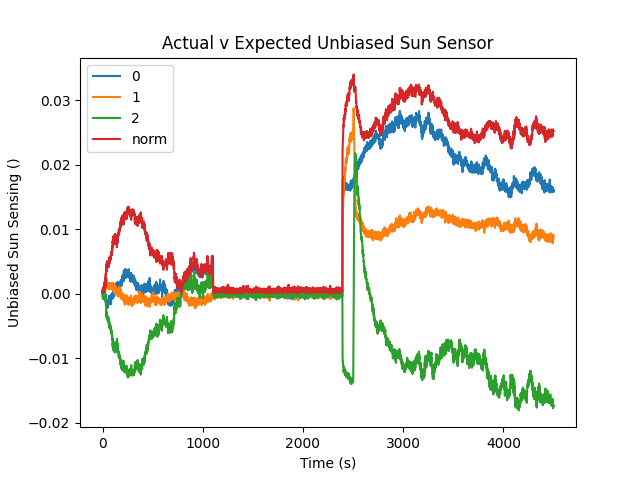 Actual v Expected Unbiased Sun Sensor
0
1
2
norm
Unbiased Sun Sensing ()
0.03
0.02
0.01
0.00
−0.01
−0.02
0 1000 2000 3000 4000
Time (s)